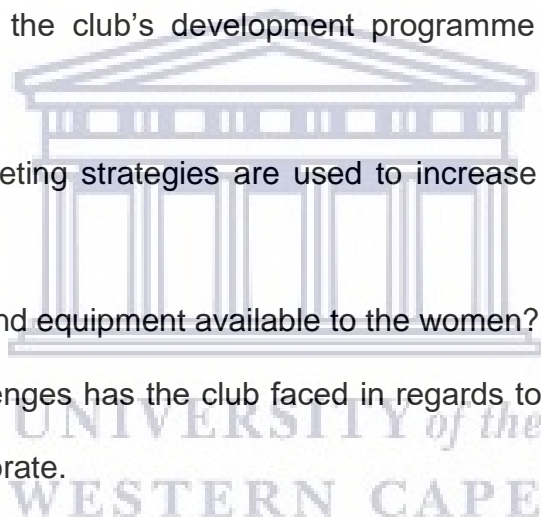 the club's development programme
eting strategies are used to increase
nd equipment available to the women?
enges has the club faced in regards to
UNIVERSITY of the
orate.
WESTERN CAPE